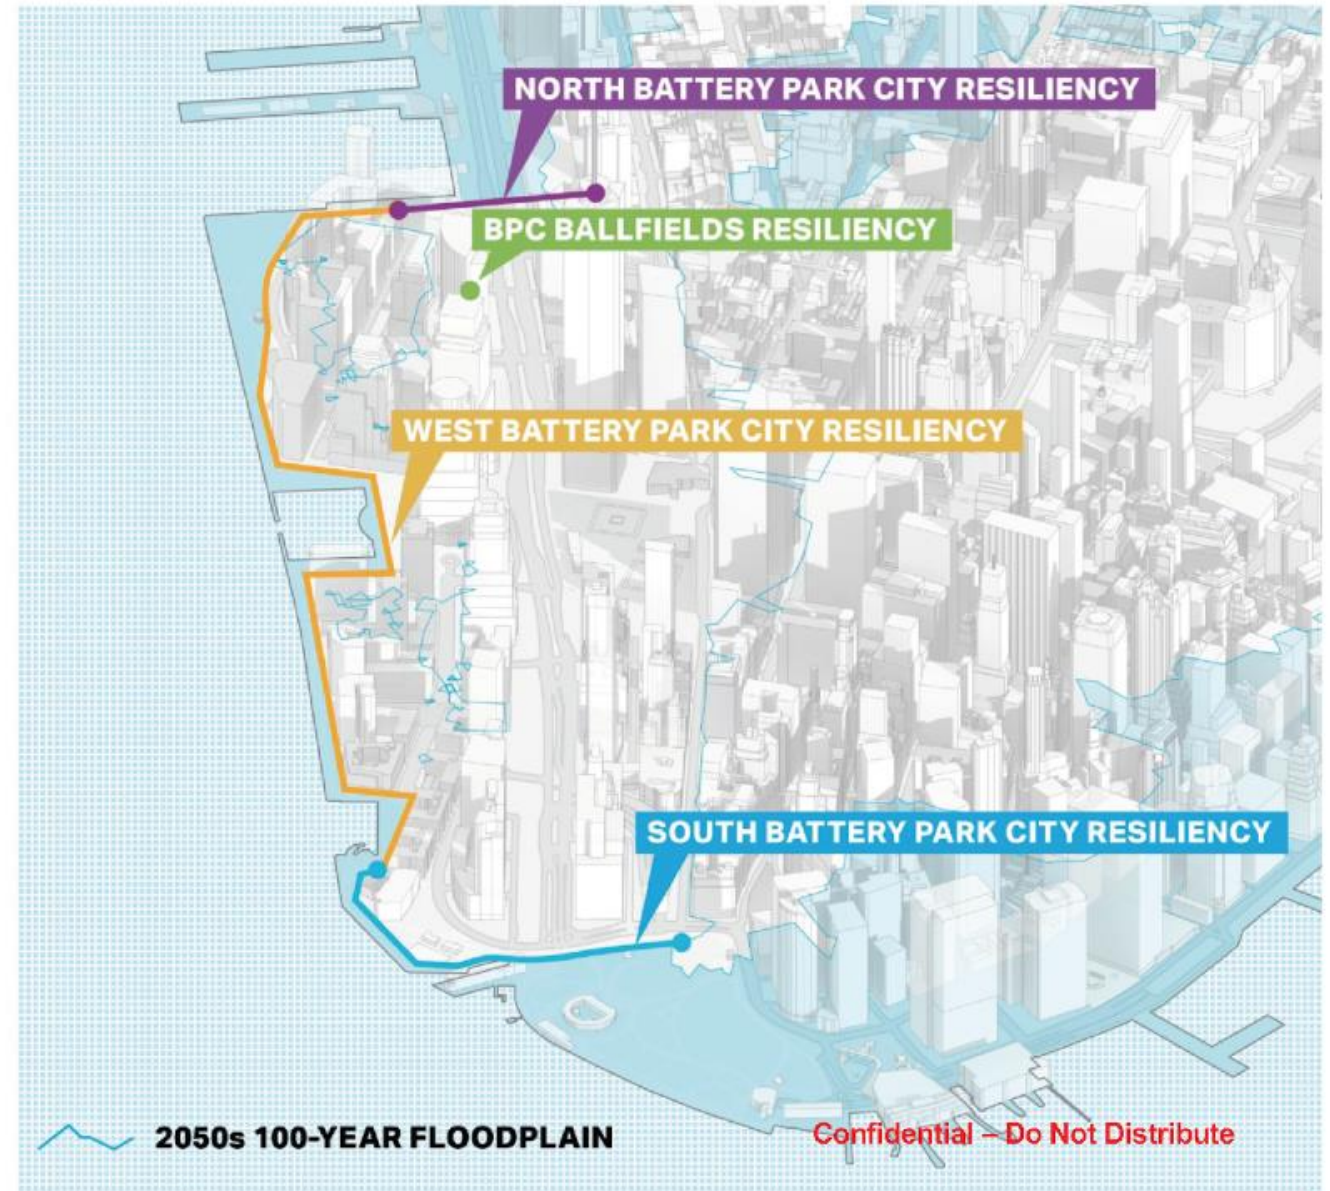 NORTH BATTERY PARK CITY RESILIENCY
BPC BALLFIELDS RESILIENCY
WEST BATTERY PARK CITY RESILIENCY
SOUTH BATTERY PARK CITY RESILIENCY
2050s 100-YEAR FLOODPLAIN
Confidential – Do Not Distribute